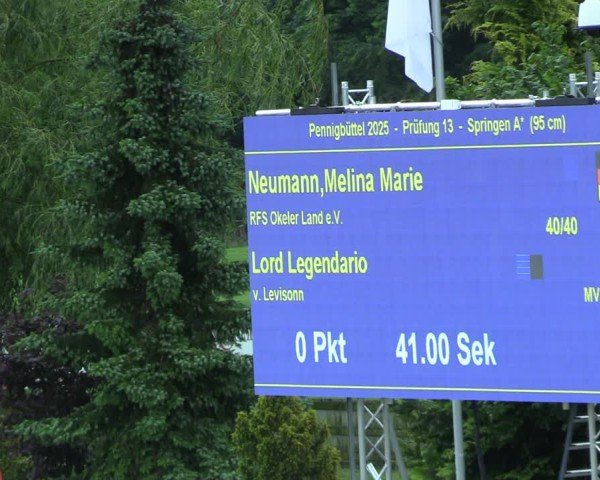 Pennigbüttel 2025 - Prüfung 13 - Springen A* (95 cm)
Neumann,Melina Marie
RFS Okeler Land e.V.
40/40
Lord Legendario
v. Levisonn
MV
0 Pkt 41.00 Sek